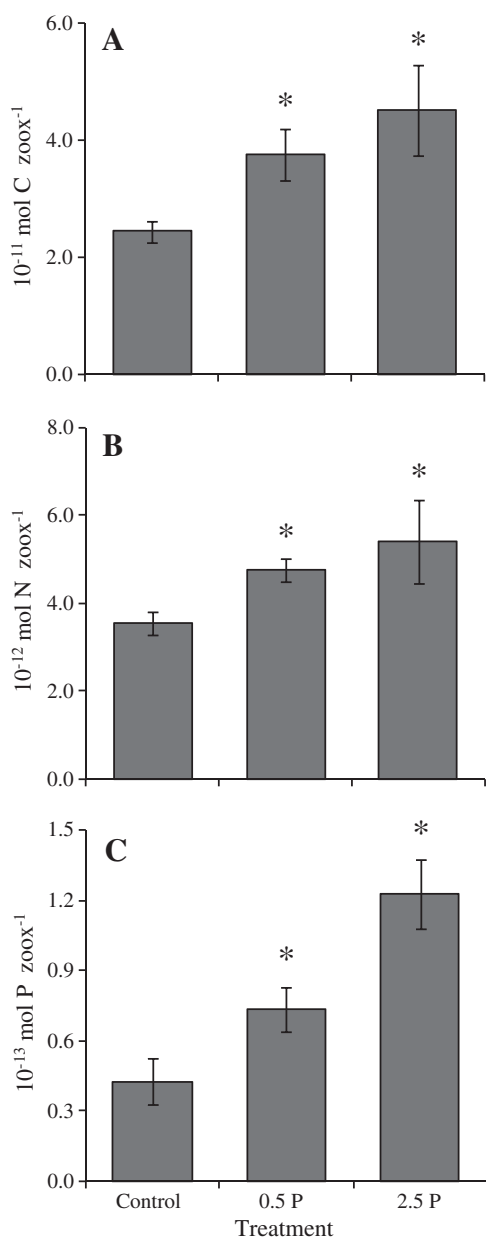 A
6.0
4.0
2.0
0.0
10⁻¹¹ mol C zoox⁻¹
*
*
B
8.0
6.0
4.0
2.0
0.0
10⁻¹² mol N zoox⁻¹
*
*
C
1.5
1.2
0.9
0.6
0.3
0.0
10⁻¹³ mol P zoox⁻¹
*
*
Control 0.5 P 2.5 P
Treatment